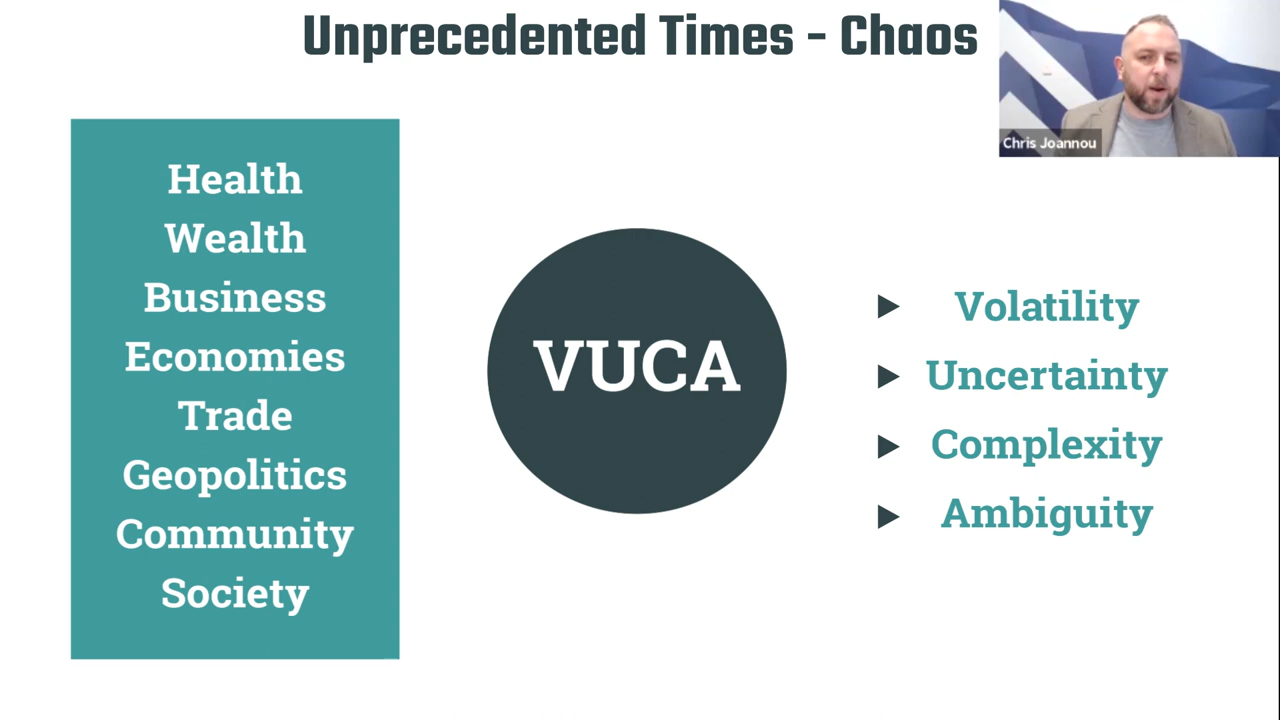 Unprecedented Times - Chaos
Chris Joannou
Health
Wealth
Business
Economies
Trade
Geopolitics
Community
Society
VUCA
Volatility
Uncertainty
Complexity
Ambiguity